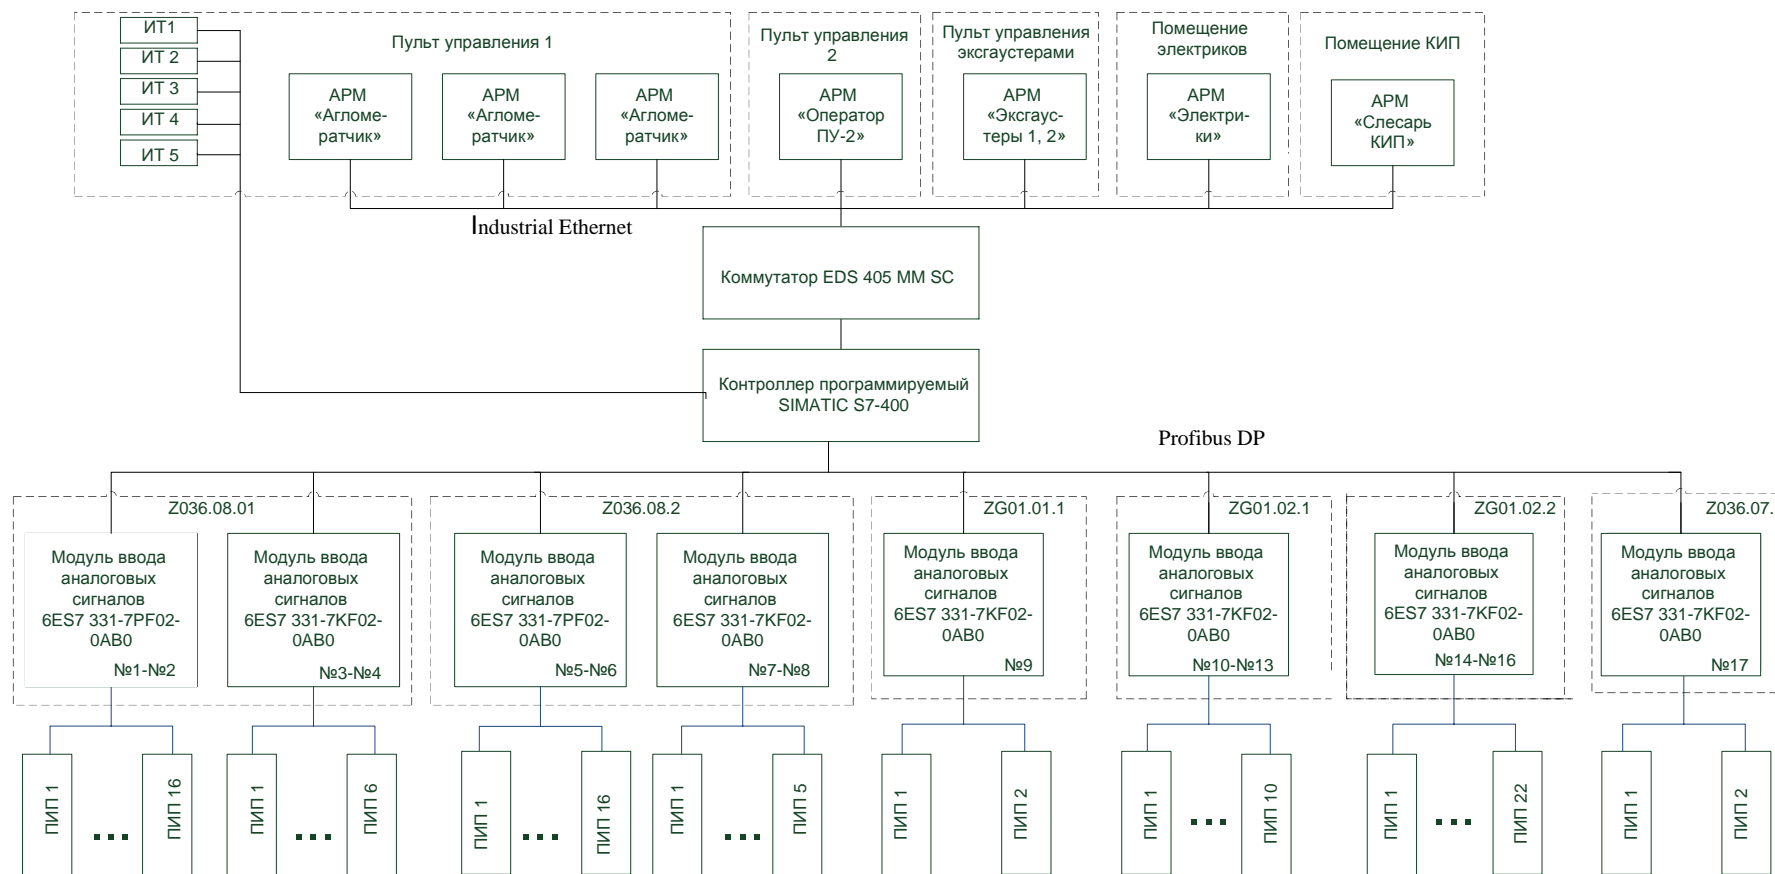 ИТ1
ИТ 2
ИТ 3
ИТ 4
ИТ 5
Пульт управления 1
АРМ
«Агломе-
ратчик»
АРМ
«Агломе-
ратчик»
АРМ
«Агломе-
ратчик»
Пульт управления
2
АРМ
«Оператор
ПУ-2»
Пульт управления
эксгаустерами
АРМ
«Эксгаус-
теры 1, 2»
Помещение
электриков
АРМ
«Электри-
ки»
Помещение КИП
АРМ
«Слесарь
КИП»
Industrial Ethernet
Коммутатор EDS 405 MM SC
Контроллер программируемый
SIMATIC S7-400
Profibus DP
Z036.08.01
Модуль ввода
аналоговых
сигналов
6ES7 331-7PF02-
0AB0
№1-№2
Модуль ввода
аналоговых
сигналов
6ES7 331-7KF02-
0AB0
№3-№4
Z036.08.2
Модуль ввода
аналоговых
сигналов
6ES7 331-7PF02-
0AB0
№5-№6
Модуль ввода
аналоговых
сигналов
6ES7 331-7KF02-
0AB0
№7-№8
ZG01.01.1
Модуль ввода
аналоговых
сигналов
6ES7 331-7KF02-
0AB0
№9
ZG01.02.1
Модуль ввода
аналоговых
сигналов
6ES7 331-7KF02-
0AB0
№10-№13
ZG01.02.2
Модуль ввода
аналоговых
сигналов
6ES7 331-7KF02-
0AB0
№14-№16
Z036.07.
Модуль ввода
аналоговых
сигналов
6ES7 331-7KF02-
0AB0
№17
ПИП 1
...
ПИП 16
ПИП 1
...
ПИП 6
ПИП 1
...
ПИП 16
ПИП 1
...
ПИП 5
ПИП 1
ПИП 2
ПИП 1
...
ПИП 10
ПИП 1
...
ПИП 22
ПИП 1
ПИП 2